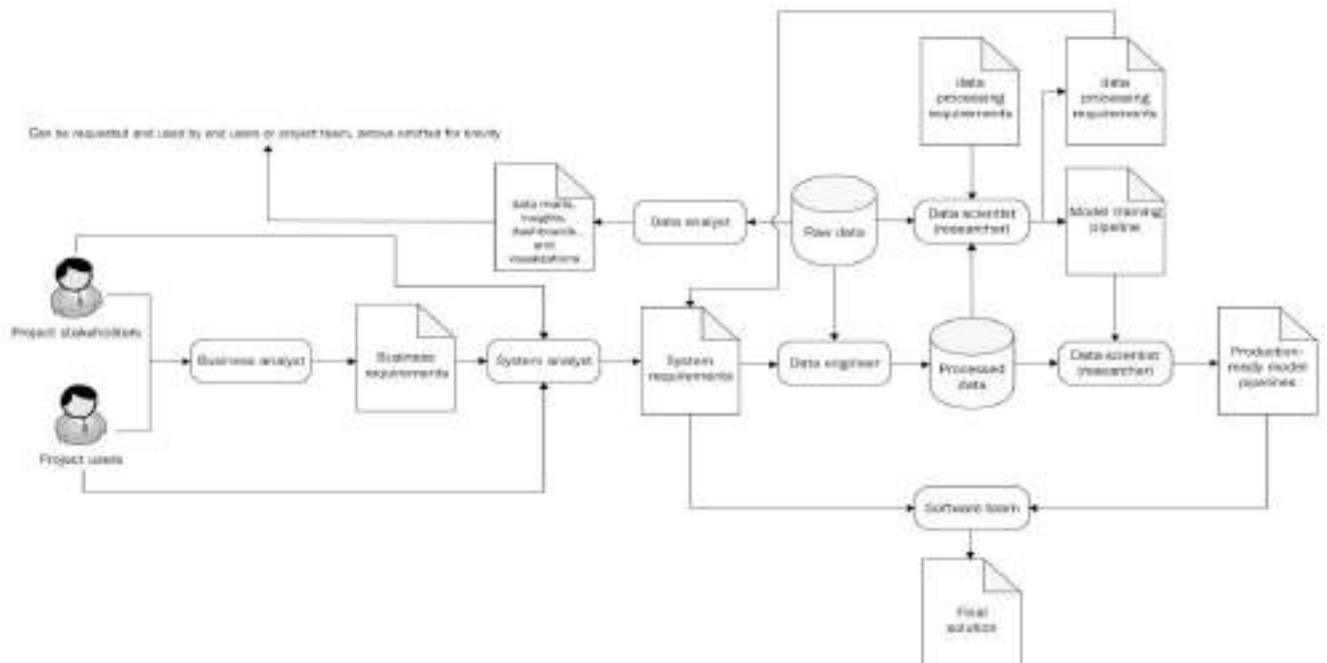 data
processing
requirements
data
processing
requirements
Can be requested and used by end users or project team, arrows omitted for brevity
data marts,
insights,
dashboards,
and
visualizations
Data analyst
Raw data
Data scientist
(researcher)
Model training
pipeline
Project stakeholders
Business analyst
Business
requirements
System analyst
System
requirements
Data engineer
Processed
data
Data scientist
(researcher)
Production-
ready model
pipelines
Project users
Software team
Final
solution